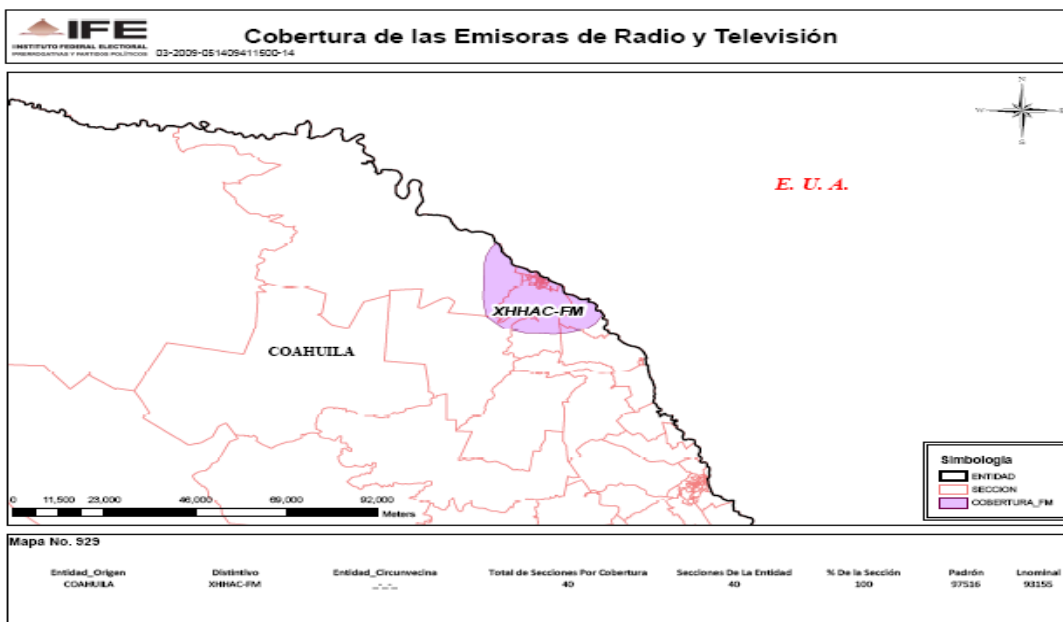 IFE
INSTITUTO FEDERAL ELECTORAL
PRERROGATIVAS Y PARTIDOS POLÍTICOS
03-2009-051409411500-14
Cobertura de las Emisoras de Radio y Televisión
N
W
E
S
E. U. A.
XHHAC-FM
COAHUILA
0 11,500 23,000 46,000 69,000 92,000
Meters
Simbologia
ENTIDAD
SECCION
COBERTURA_FM
Mapa No. 929
Entidad_Origen Distintivo Entidad_Circunvecina Total de Secciones Por Cobertura Secciones De La Entidad % De la Sección Padrón Lnominal
COAHUILA XHHAC-FM _-_-_ 40 40 100 97516 93155